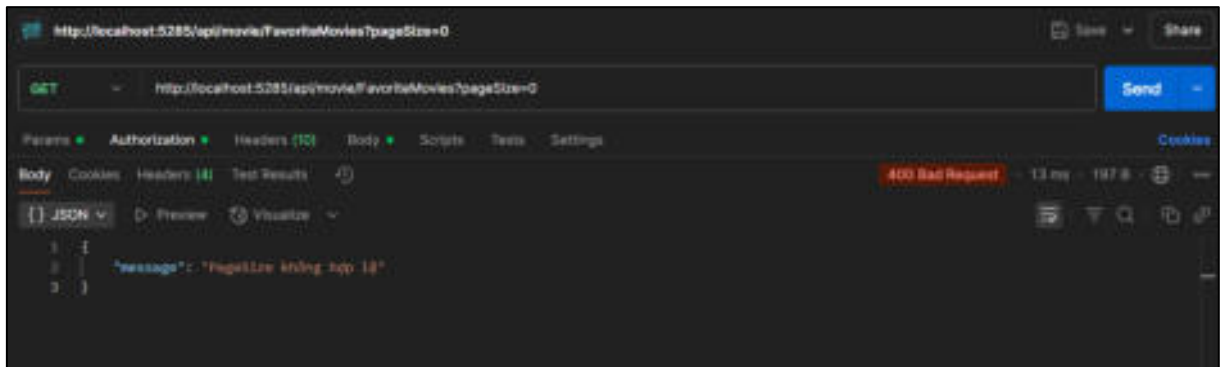 http://localhost:5285/api/movie/FavoriteMovies?pageSize=0
Save
Share
GET
http://localhost:5285/api/movie/FavoriteMovies?pageSize=0
Send
Params
Authorization
Headers (10)
Body
Scripts
Tests
Settings
Cookies
Body
Cookies
Headers (4)
Test Results
400 Bad Request
13 ms
197 B
{} JSON
Preview
Visualize
1 {
2 "message": "PageSize không hợp lệ"
3 }